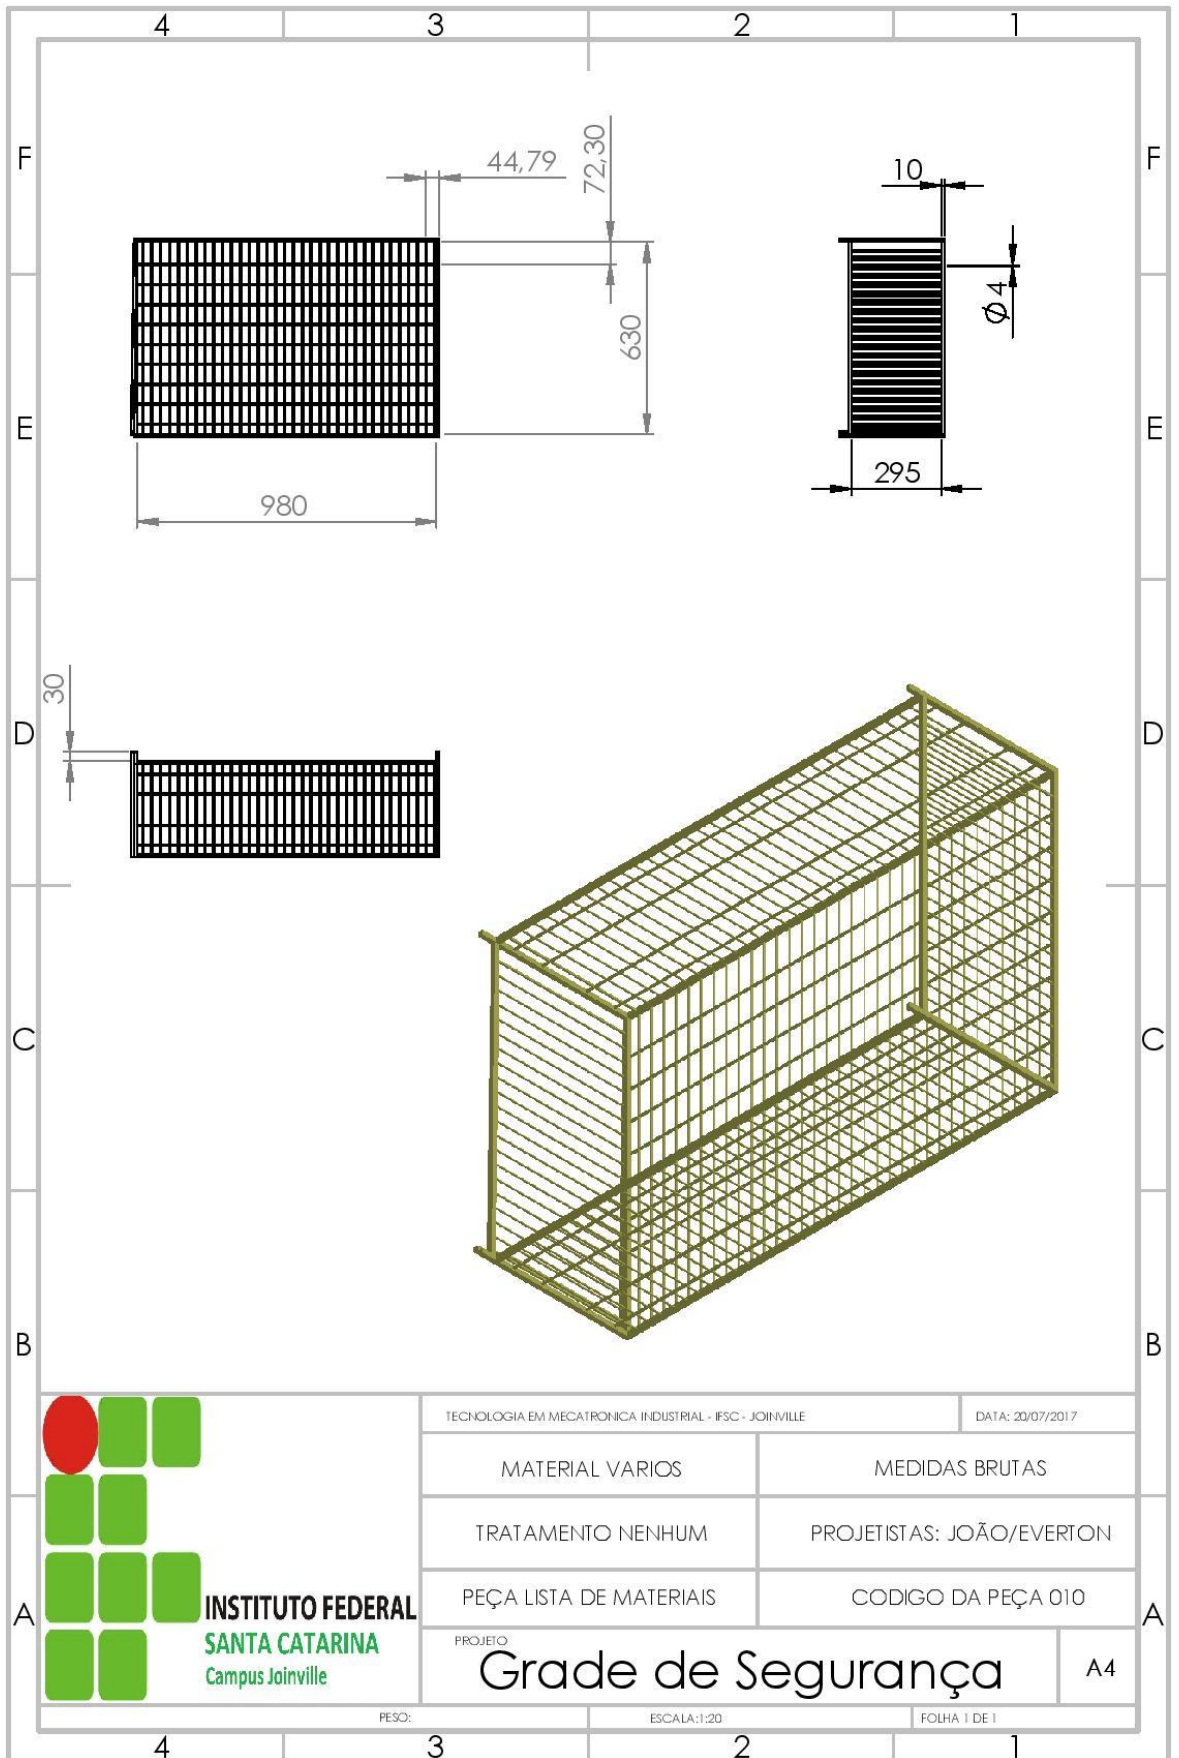 4 3 2 1
F F
44,79
72,30
10
Ø 4
630
E E
295
980
30
D D
C C
B B
TECNOLOGIA EM MECATRONICA INDUSTRIAL - IFSC - JOINVILLE
DATA: 20/07/2017
MATERIAL VARIOS
MEDIDAS BRUTAS
TRATAMENTO NENHUM
PROJETISTAS: JOÃO/EVERTON
PEÇA LISTA DE MATERIAIS
CODIGO DA PEÇA 010
A A
INSTITUTO FEDERAL
SANTA CATARINA
Campus Joinville
PROJETO
Grade de Segurança
A4
PESO:
ESCALA:1:20
FOLHA 1 DE 1
4 3 2 1